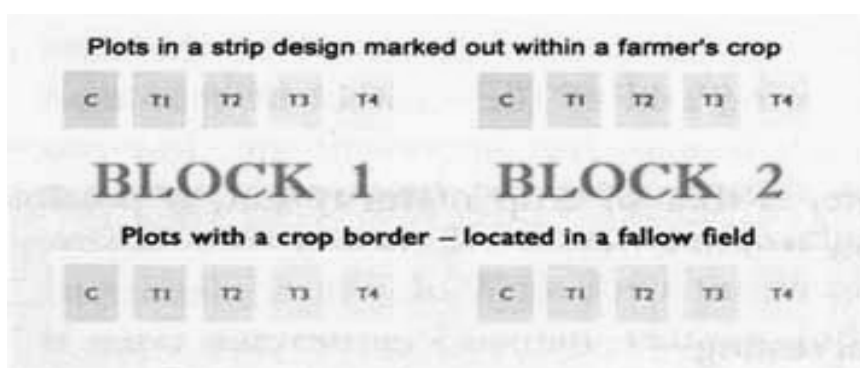 Plots in a strip design marked out within a farmer's crop
C T1 T2 T3 T4 C T1 T2 T3 T4
BLOCK 1 BLOCK 2
Plots with a crop border – located in a fallow field
C T1 T2 T3 T4 C T1 T2 T3 T4